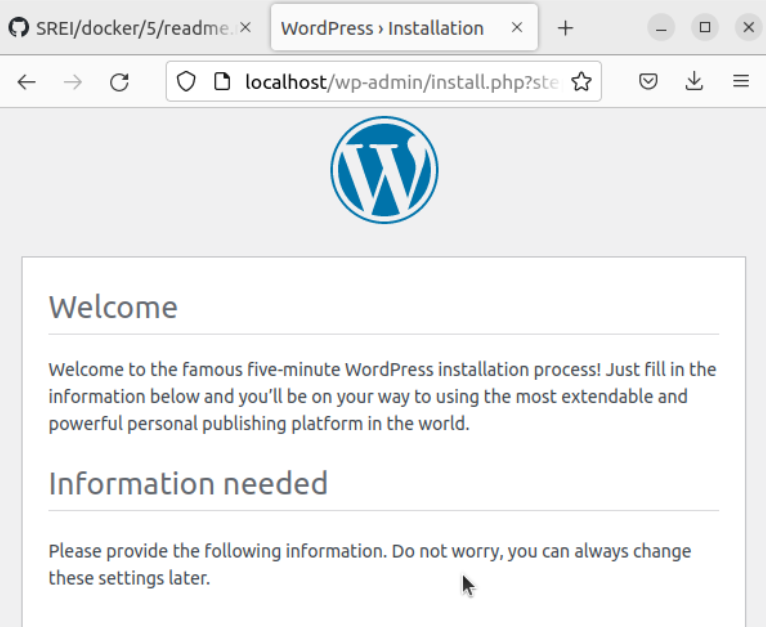 SREI/docker/5/readme.
WordPress › Installation
localhost/wp-admin/install.php?ste
Welcome
Welcome to the famous five-minute WordPress installation process! Just fill in the
information below and you’ll be on your way to using the most extendable and
powerful personal publishing platform in the world.
Information needed
Please provide the following information. Do not worry, you can always change
these settings later.